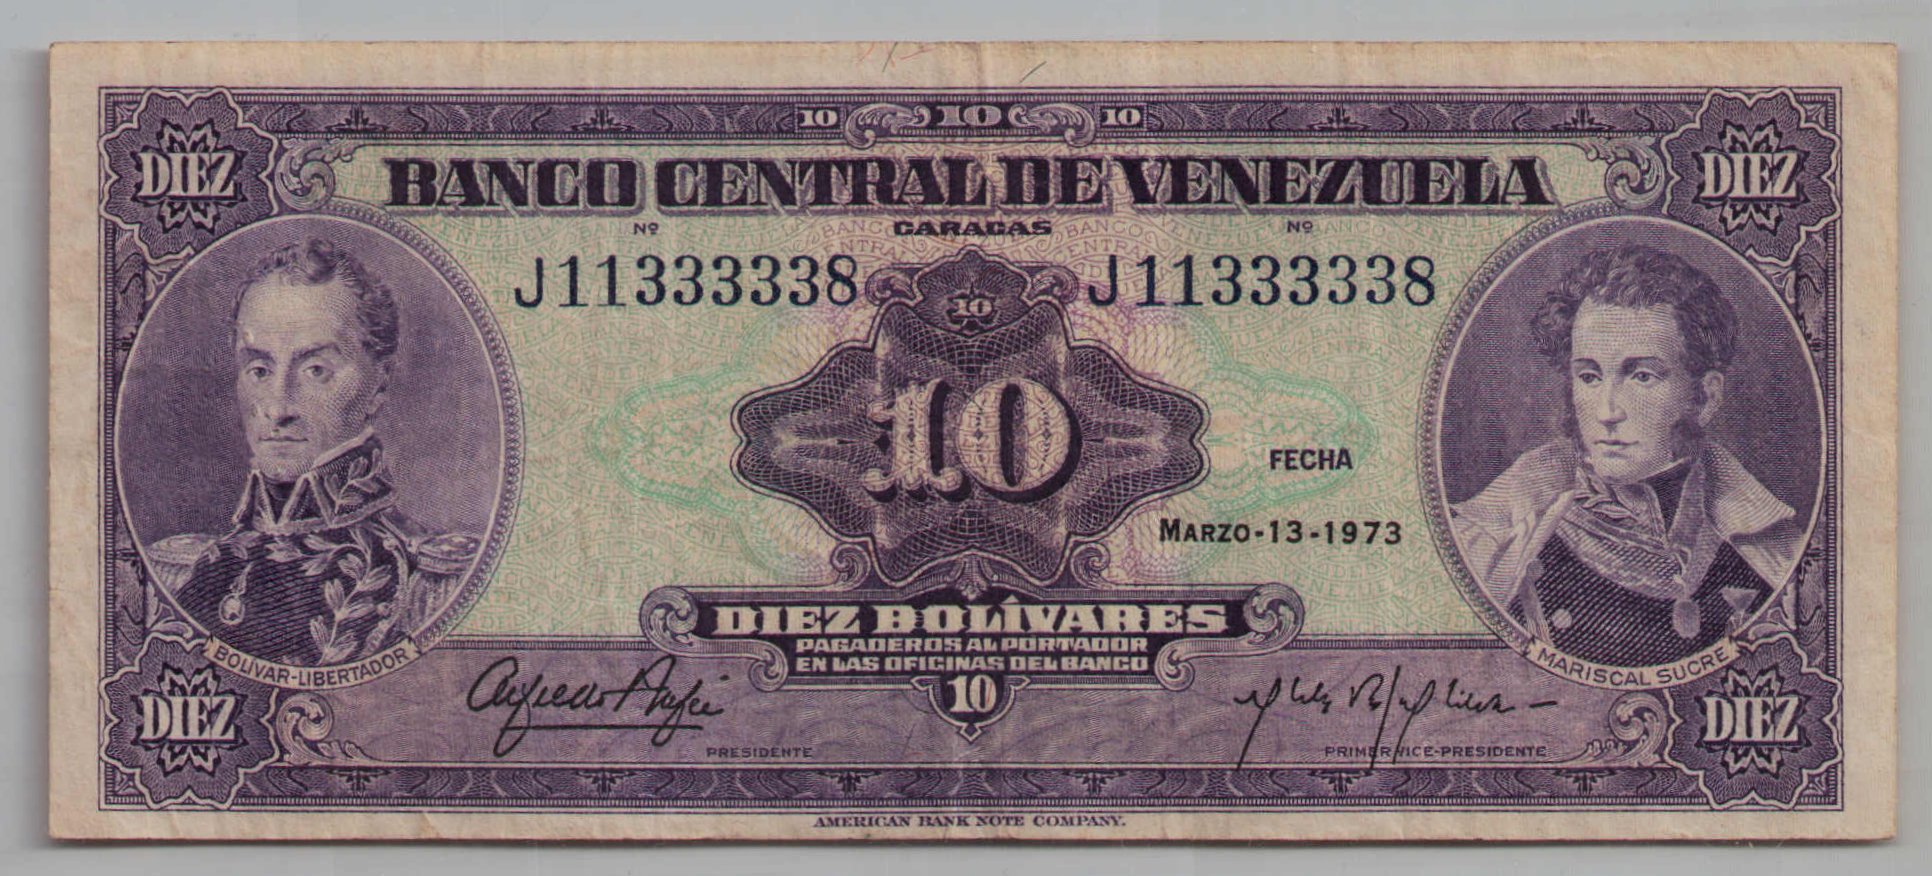 10 10 10
DIEZ DIEZ
BANCO CENTRAL DE VENEZUELA
Nº CARACAS Nº
J11333338 J11333338
10
10
FECHA
MARZO-13-1973
DIEZ BOLÍVARES
PAGADEROS AL PORTADOR
EN LAS OFICINAS DEL BANCO
BOLIVAR-LIBERTADOR MARISCAL SUCRE
10
DIEZ DIEZ
PRESIDENTE PRIMER VICE-PRESIDENTE
AMERICAN BANK NOTE COMPANY.